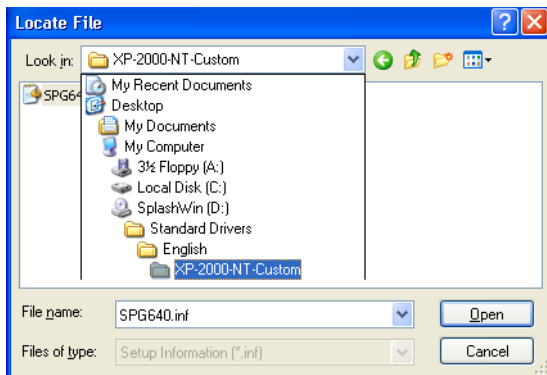 Locate File
Look in: XP-2000-NT-Custom
My Recent Documents
SPG64
Desktop
My Documents
My Computer
3½ Floppy (A:)
Local Disk (C:)
SplashWin (D:)
Standard Drivers
English
XP-2000-NT-Custom
File name: SPG640.inf Open
Files of type: Setup Information (*.inf) Cancel